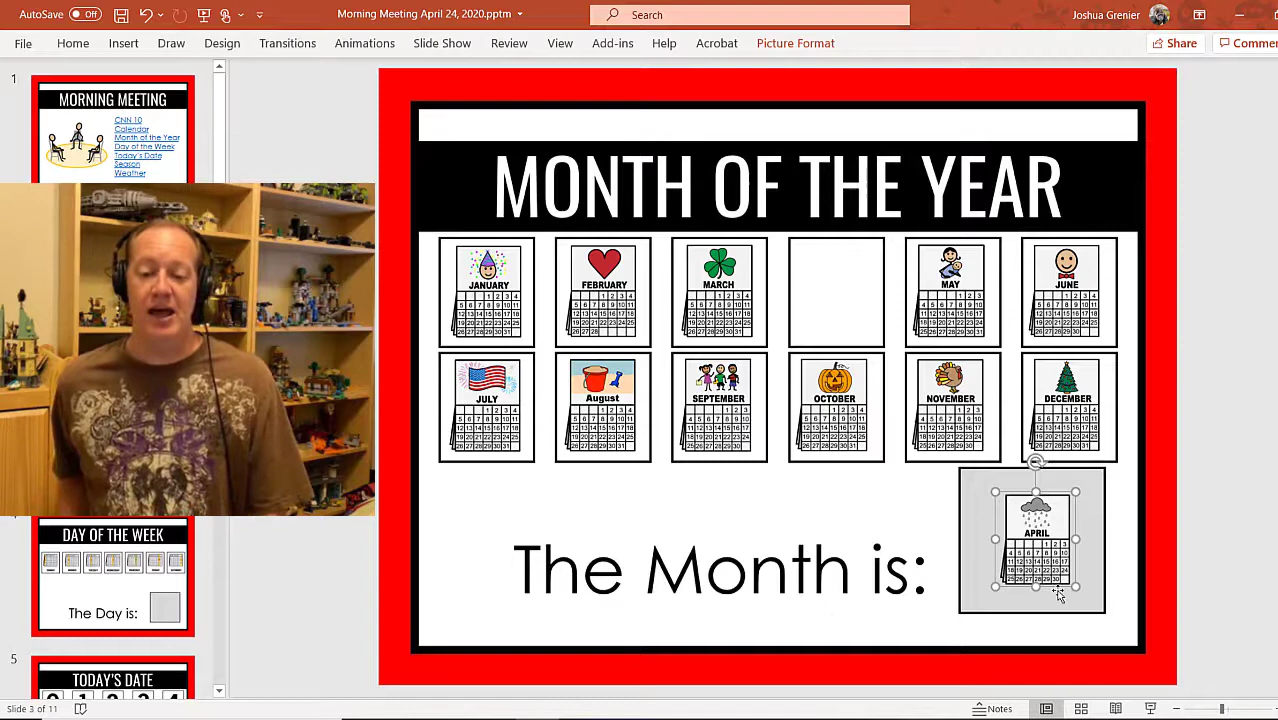 AutoSave Off Morning Meeting April 24, 2020.pptm Search Joshua Grenier
File Home Insert Draw Design Transitions Animations Slide Show Review View Add-ins Help Acrobat Picture Format Share Comme
1
MORNING MEETING
CNN 10
Calendar
Month of the Year
Day of the Week
Today's Date
Season
Weather
DAY OF THE WEEK
The Day is:
5
TODAY'S DATE
MONTH OF THE YEAR
JANUARY FEBRUARY MARCH MAY JUNE
JULY August SEPTEMBER OCTOBER NOVEMBER DECEMBER
The Month is:
APRIL
Slide 3 of 11 Notes